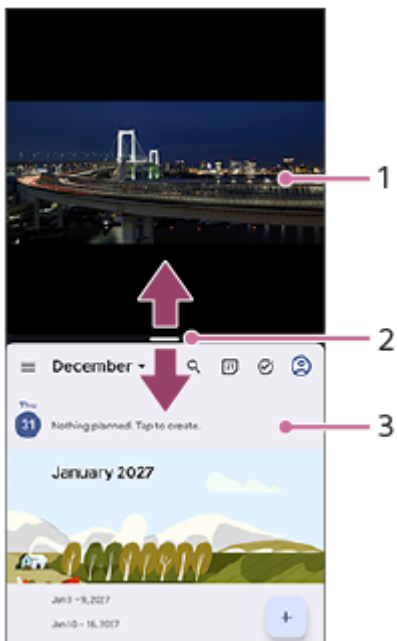 1
2
December
Thu
31
Nothing planned. Tap to create.
3
January 2027
Jan 3 – 9, 2027
Jan 10 – 16, 2027